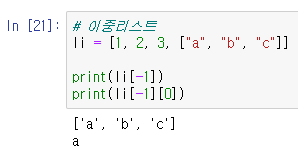 In [21]:
# 이중리스트
li = [1, 2, 3, ["a", "b", "c"]]
print(li[-1])
print(li[-1][0])
['a', 'b', 'c']
a